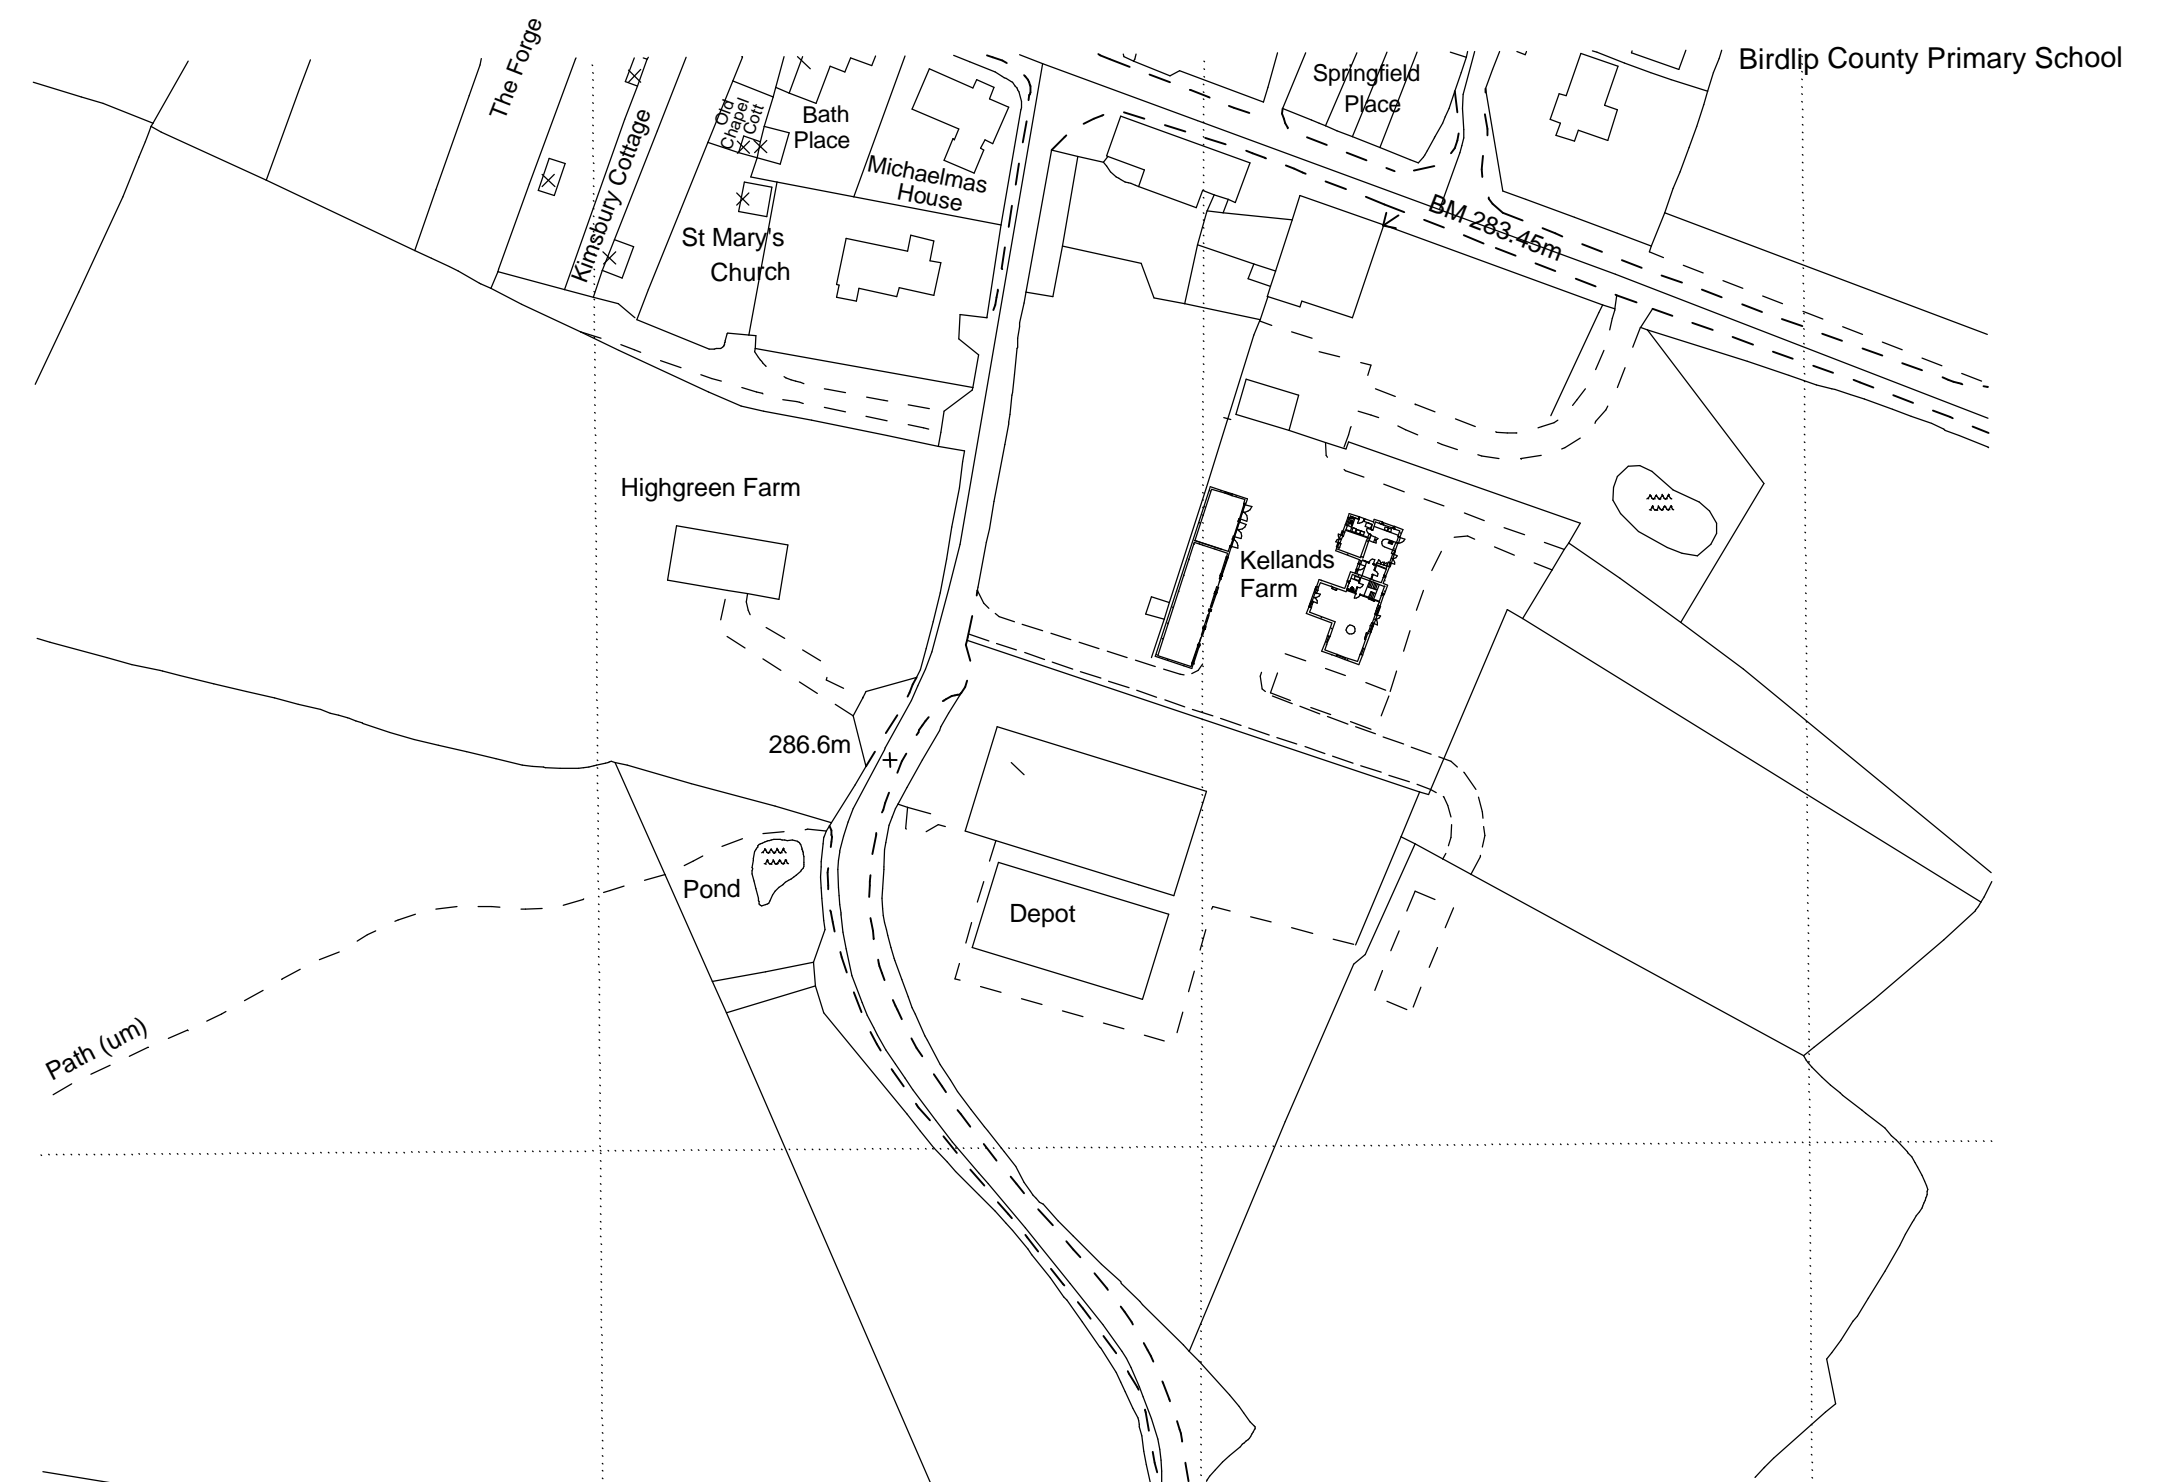 The Forge
Birdlip County Primary School
Springfield
Place
Kimsbury Cottage
Old
Chapel
Cott
Bath
Place
Michaelmas
House
St Mary's
Church
BM 283.45m
Highgreen Farm
Kellands
Farm
286.6m
Pond
Depot
Path (um)